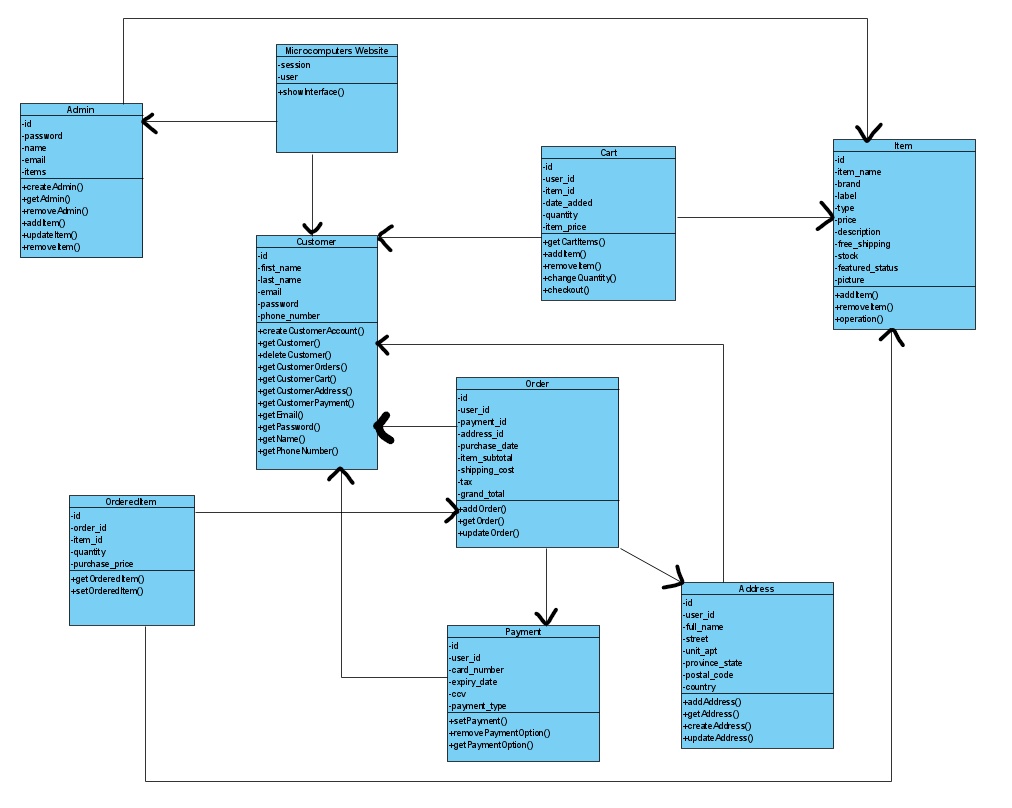 Microcomputers Website
-session
-user
+showInterface()
Admin
-id
-password
-name
-email
-items
+createAdmin()
+getAdmin()
+removeAdmin()
+addItem()
+updateItem()
+removeItem()
Cart
-id
-user_id
-item_id
-date_added
-quantity
-item_price
+getCartItems()
+addItem()
+removeItem()
+changeQuantity()
+checkout()
Item
-id
-item_name
-brand
-label
-type
-price
-description
-free_shipping
-stock
-featured_status
-picture
+addItem()
+removeItem()
+operation()
Customer
-id
-first_name
-last_name
-email
-password
-phone_number
+createCustomerAccount()
+getCustomer()
+deleteCustomer()
+getCustomerOrders()
+getCustomerCart()
+getCustomerAddress()
+getCustomerPayment()
+getEmail()
+getPassword()
+getName()
+getPhoneNumber()
Order
-id
-user_id
-payment_id
-address_id
-purchase_date
-item_subtotal
-shipping_cost
-tax
-grand_total
+addOrder()
+getOrder()
+updateOrder()
OrderedItem
-id
-order_id
-item_id
-quantity
-purchase_price
+getOrderedItem()
+setOrderedItem()
Payment
-id
-user_id
-card_number
-expiry_date
-ccv
-payment_type
+setPayment()
+removePaymentOption()
+getPaymentOption()
Address
-id
-user_id
-full_name
-street
-unit_apt
-province_state
-postal_code
-country
+addAddress()
+getAddress()
+createAddress()
+updateAddress()